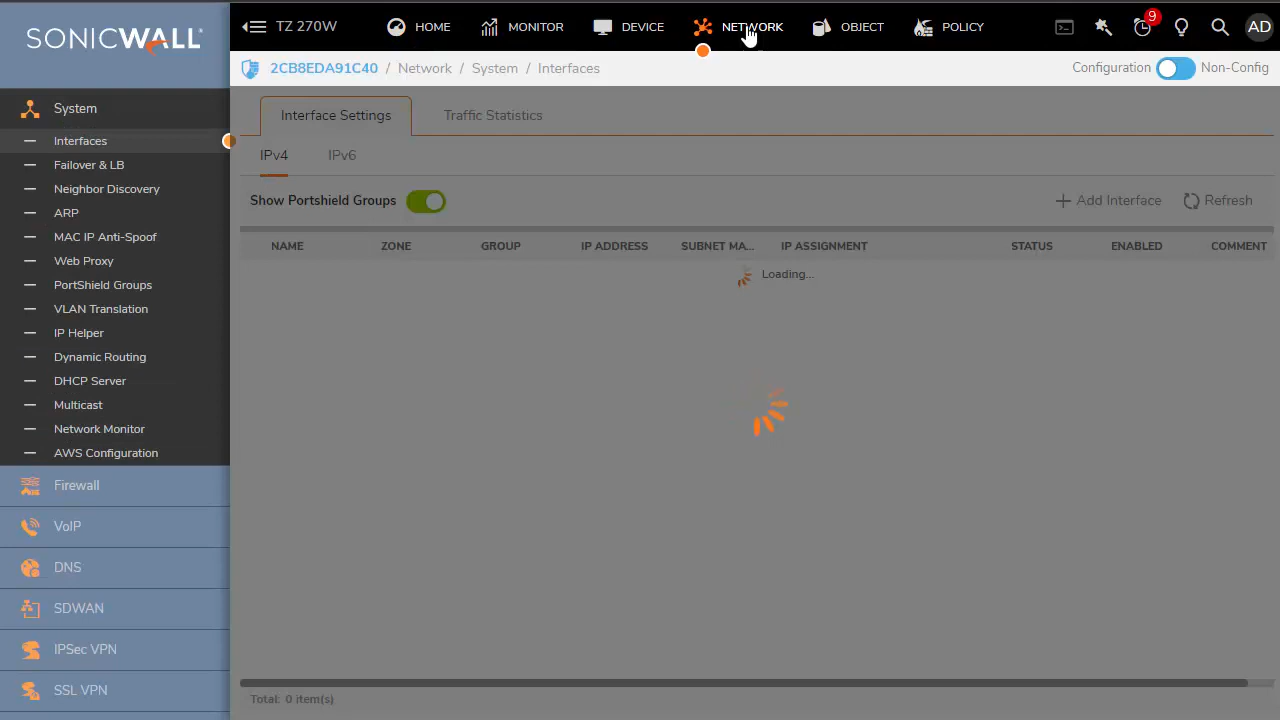 SONICWALL
TZ 270W
HOME
MONITOR
DEVICE
NETWORK
OBJECT
POLICY
9
AD
2CB8EDA91C40 / Network / System / Interfaces
Configuration
Non-Config
System
Interfaces
Failover & LB
Neighbor Discovery
ARP
MAC IP Anti-Spoof
Web Proxy
PortShield Groups
VLAN Translation
IP Helper
Dynamic Routing
DHCP Server
Multicast
Network Monitor
AWS Configuration
Firewall
VoIP
DNS
SDWAN
IPSec VPN
SSL VPN
Interface Settings
Traffic Statistics
IPv4
IPv6
Show Portshield Groups
Add Interface
Refresh
NAME
ZONE
GROUP
IP ADDRESS
SUBNET MA...
IP ASSIGNMENT
STATUS
ENABLED
COMMENT
Loading...
Total: 0 item(s)